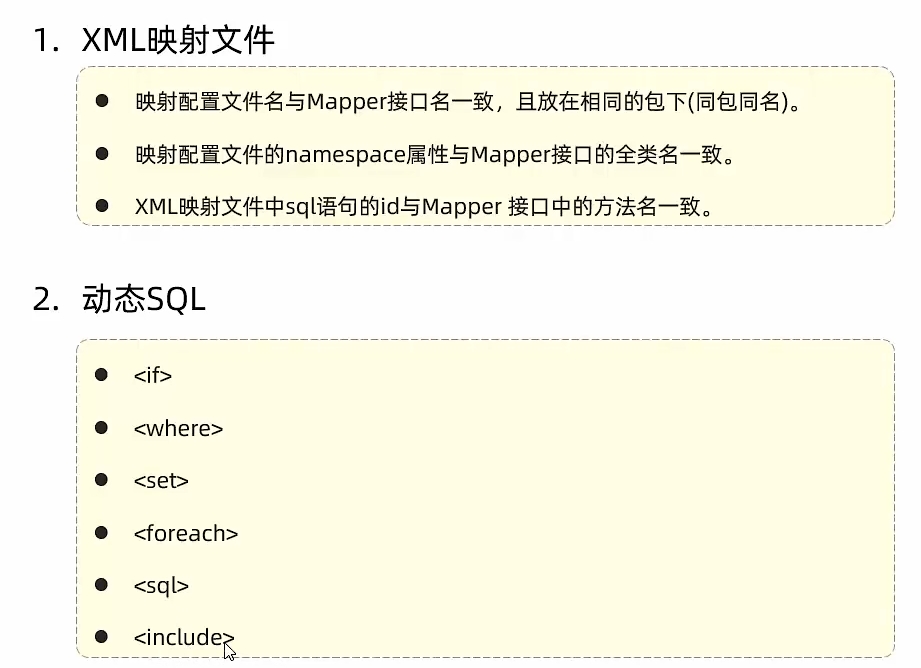 1. XML映射文件
● 映射配置文件名与Mapper接口名一致，且放在相同的包下(同包同名)。
● 映射配置文件的namespace属性与Mapper接口的全类名一致。
● XML映射文件中sql语句的id与Mapper 接口中的方法名一致。
2. 动态SQL
● <if>
● <where>
● <set>
● <foreach>
● <sql>
● <include>